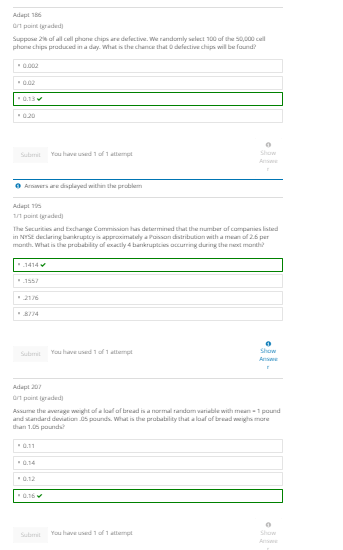 Adapt 186
0/1 point (graded)
Suppose 2% of all cell phone chips are defective. We randomly select 100 of the 50,000 cell
phone chips produced in a day. What is the chance that 0 defective chips will be found?
0.002
0.02
0.13 ✔
0.20
Submit
You have used 1 of 1 attempt
Show
Answe
r
Answers are displayed within the problem
Adapt 195
1/1 point (graded)
The Securities and Exchange Commission has determined that the number of companies listed
in NYSE declaring bankruptcy is approximately a Poisson distribution with a mean of 2.6 per
month. What is the probability of exactly 4 bankruptcies occurring during the next month?
.1414 ✔
.1557
.2176
.8774
Submit
You have used 1 of 1 attempt
Show
Answe
r
Adapt 207
0/1 point (graded)
Assume the average weight of a loaf of bread is a normal random variable with mean = 1 pound
and standard deviation .05 pounds. What is the probability that a loaf of bread weighs more
than 1.05 pounds?
0.11
0.14
0.12
0.16 ✔
Submit
You have used 1 of 1 attempt
Show
Answe
r